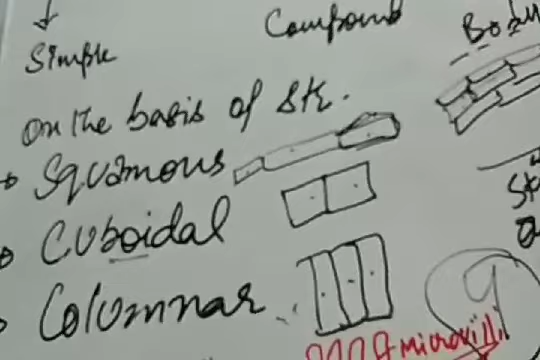 Simple
Compound
On the basis of str.
Squamous
Cuboidal
Columnar
microvilli